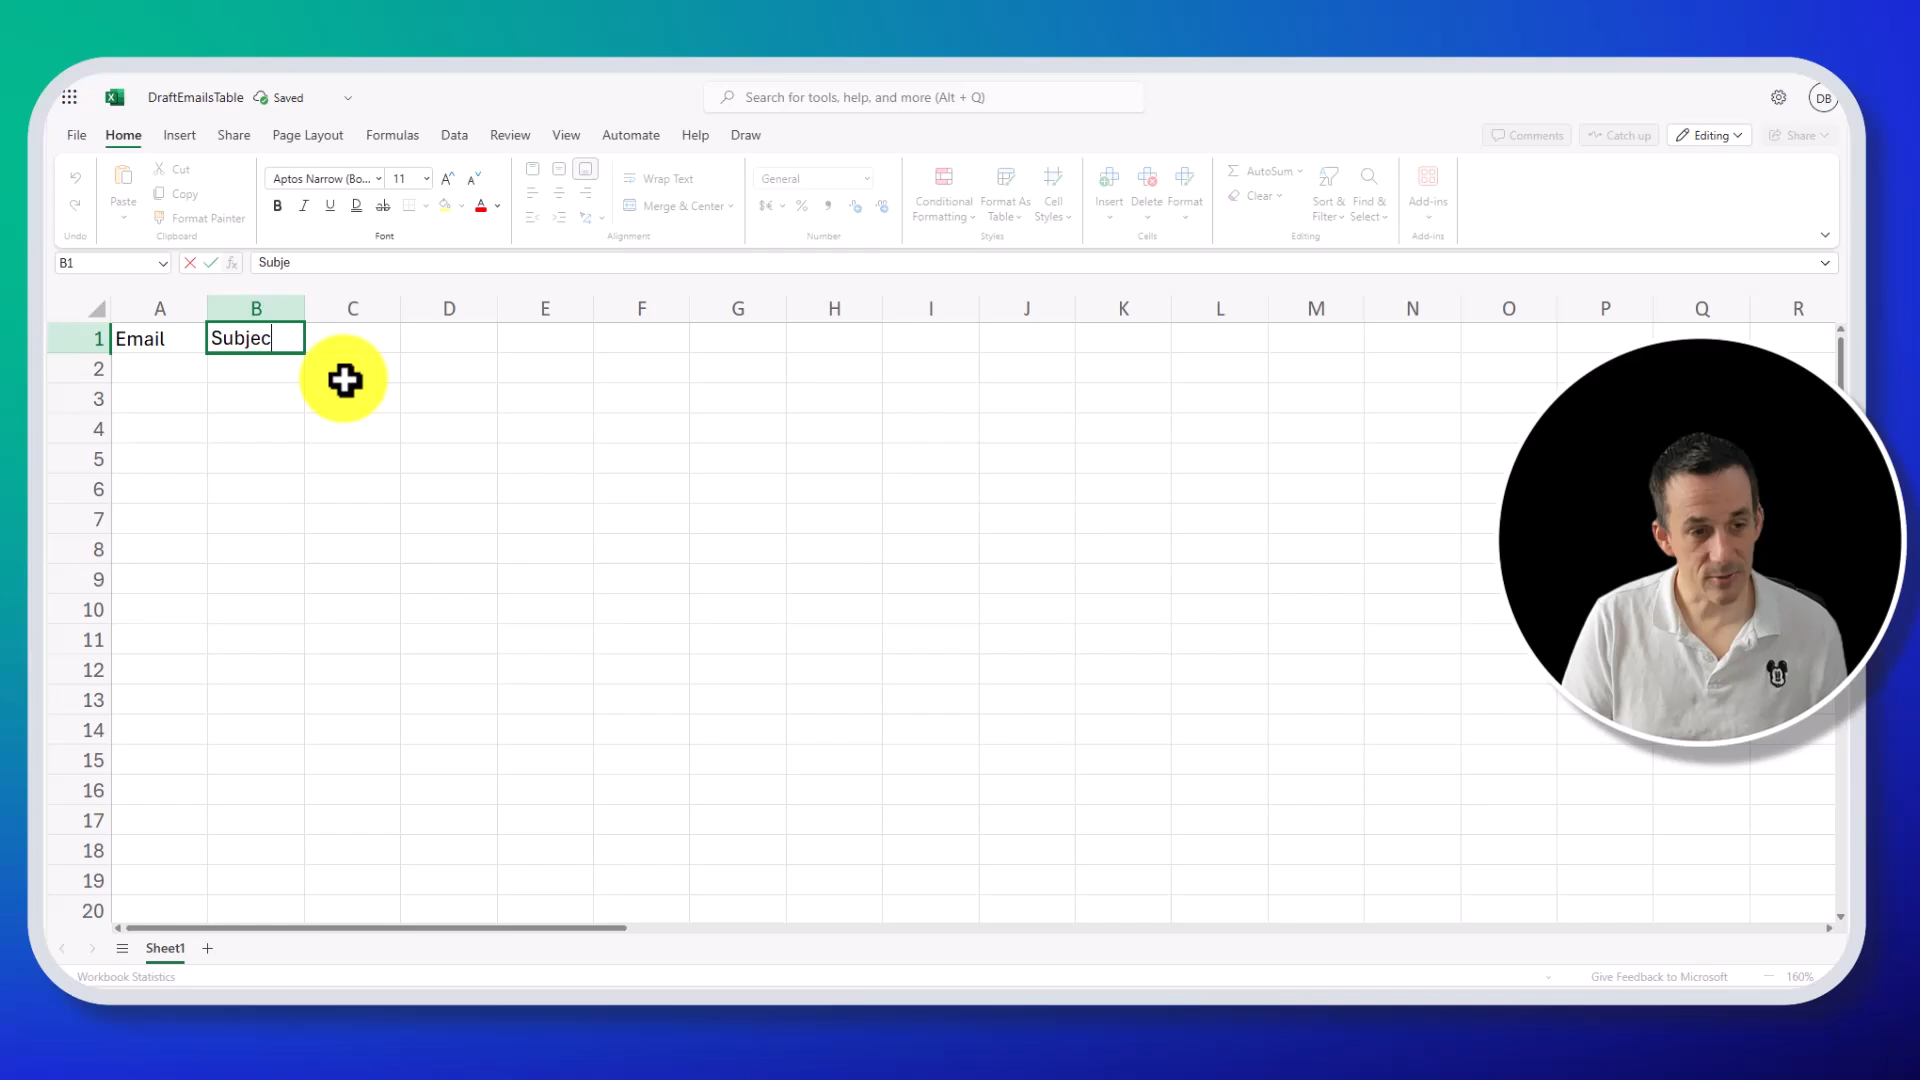 DraftEmailsTable Saved
Search for tools, help, and more (Alt + Q)
DB
File Home Insert Share Page Layout Formulas Data Review View Automate Help Draw
Comments Catch up Editing Share
Paste Cut Copy Format Painter
Aptos Narrow (Bo... 11 A A
B I U D ab A
Wrap Text
Merge & Center
General
$€ % 9
Conditional Formatting Format As Table Cell Styles
Insert Delete Format
AutoSum
Clear
Sort & Filter Find & Select
Add-ins
Undo Clipboard Font Alignment Number Styles Cells Editing Add-ins
B1 fx Subje
A B C D E F G H I J K L M N O P Q R
1 Email Subjec
2
3
4
5
6
7
8
9
10
11
12
13
14
15
16
17
18
19
20
Sheet1
Workbook Statistics Give Feedback to Microsoft 160%